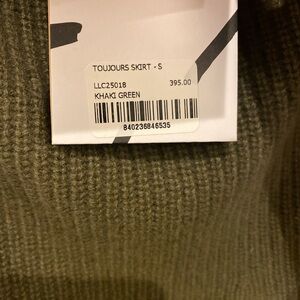 TOUJOURS SKIRT - S
LLC25018 395.00
KHAKI GREEN
840236846535